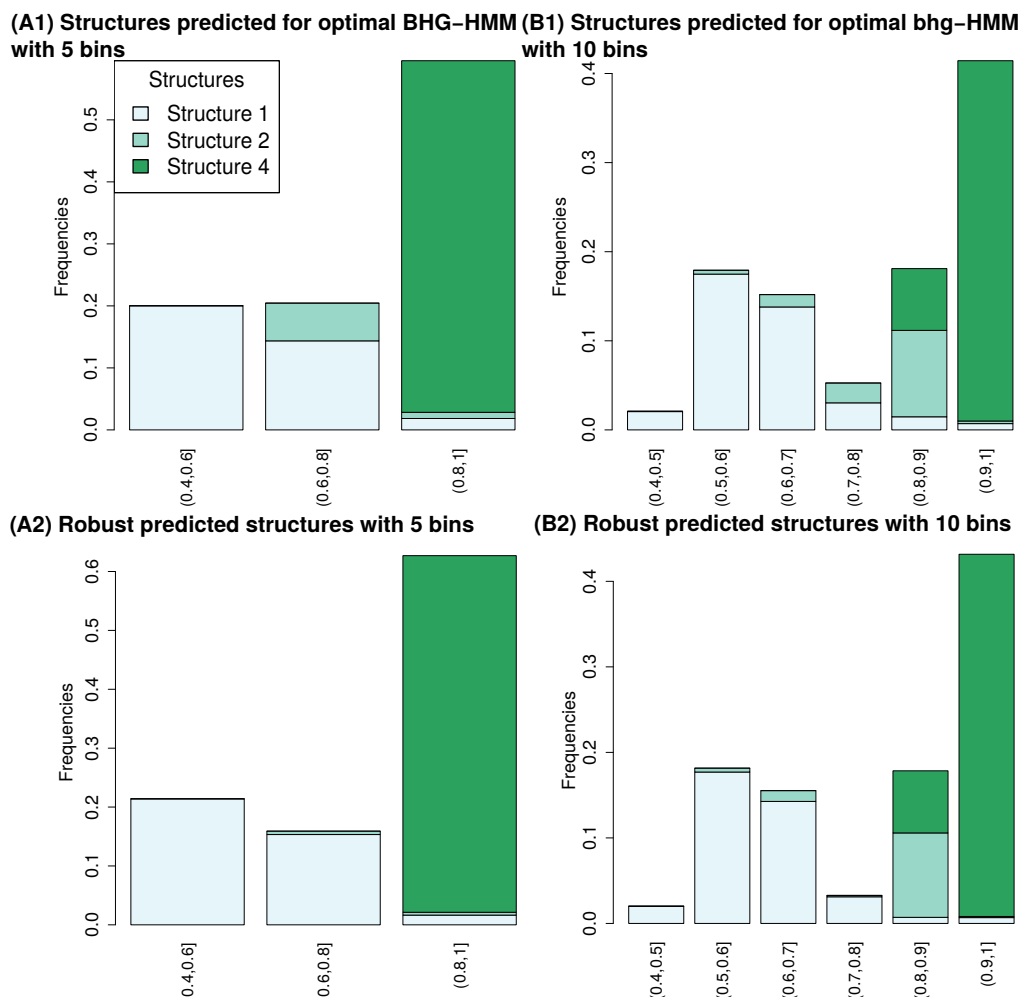 (A1) Structures predicted for optimal BHG−HMM
with 5 bins
Structures
Structure 1
Structure 2
Structure 4
Frequencies
0.0
0.1
0.2
0.3
0.4
0.5
(0.4,0.6]
(0.6,0.8]
(0.8,1]
(B1) Structures predicted for optimal bhg−HMM
with 10 bins
Frequencies
0.0
0.1
0.2
0.3
0.4
(0.4,0.5]
(0.5,0.6]
(0.6,0.7]
(0.7,0.8]
(0.8,0.9]
(0.9,1]
(A2) Robust predicted structures with 5 bins
Frequencies
0.0
0.1
0.2
0.3
0.4
0.5
0.6
0.4,0.6]
0.6,0.8]
(0.8,1]
(B2) Robust predicted structures with 10 bins
Frequencies
0.0
0.1
0.2
0.3
0.4
(0.4,0.5]
(0.5,0.6]
(0.6,0.7]
(0.7,0.8]
(0.8,0.9]
(0.9,1]